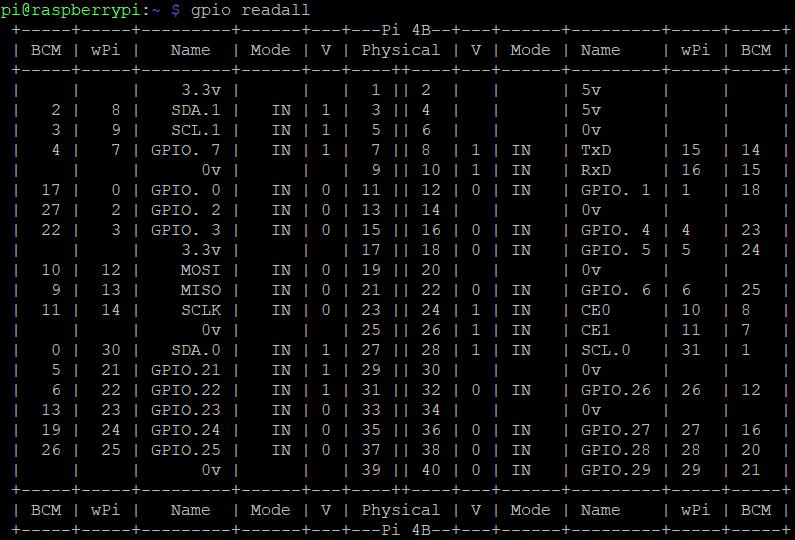 pi@raspberrypi:~ $ gpio readall
 +-----+-----+---------+------+---+---Pi 4B--+---+------+---------+-----+-----+
 | BCM | wPi |   Name  | Mode | V | Physical | V | Mode | Name    | wPi | BCM |
 +-----+-----+---------+------+---+----++----+---+------+---------+-----+-----+
 |     |     |    3.3v |      |   |  1 || 2  |   |      | 5v      |     |     |
 |   2 |   8 |   SDA.1 |   IN | 1 |  3 || 4  |   |      | 5v      |     |     |
 |   3 |   9 |   SCL.1 |   IN | 1 |  5 || 6  |   |      | 0v      |     |     |
 |   4 |   7 | GPIO. 7 |   IN | 1 |  7 || 8  | 1 | IN   | TxD     | 15  | 14  |
 |     |     |      0v |      |   |  9 || 10 | 1 | IN   | RxD     | 16  | 15  |
 |  17 |   0 | GPIO. 0 |   IN | 0 | 11 || 12 | 0 | IN   | GPIO. 1 | 1   | 18  |
 |  27 |   2 | GPIO. 2 |   IN | 0 | 13 || 14 |   |      | 0v      |     |     |
 |  22 |   3 | GPIO. 3 |   IN | 0 | 15 || 16 | 0 | IN   | GPIO. 4 | 4   | 23  |
 |     |     |    3.3v |      |   | 17 || 18 | 0 | IN   | GPIO. 5 | 5   | 24  |
 |  10 |  12 |    MOSI |   IN | 0 | 19 || 20 |   |      | 0v      |     |     |
 |   9 |  13 |    MISO |   IN | 0 | 21 || 22 | 0 | IN   | GPIO. 6 | 6   | 25  |
 |  11 |  14 |    SCLK |   IN | 0 | 23 || 24 | 1 | IN   | CE0     | 10  | 8   |
 |     |     |      0v |      |   | 25 || 26 | 1 | IN   | CE1     | 11  | 7   |
 |   0 |  30 |   SDA.0 |   IN | 1 | 27 || 28 | 1 | IN   | SCL.0   | 31  | 1   |
 |   5 |  21 | GPIO.21 |   IN | 1 | 29 || 30 |   |      | 0v      |     |     |
 |   6 |  22 | GPIO.22 |   IN | 1 | 31 || 32 | 0 | IN   | GPIO.26 | 26  | 12  |
 |  13 |  23 | GPIO.23 |   IN | 0 | 33 || 34 |   |      | 0v      |     |     |
 |  19 |  24 | GPIO.24 |   IN | 0 | 35 || 36 | 0 | IN   | GPIO.27 | 27  | 16  |
 |  26 |  25 | GPIO.25 |   IN | 0 | 37 || 38 | 0 | IN   | GPIO.28 | 28  | 20  |
 |     |     |      0v |      |   | 39 || 40 | 0 | IN   | GPIO.29 | 29  | 21  |
 +-----+-----+---------+------+---+----++----+---+------+---------+-----+-----+
 | BCM | wPi |   Name  | Mode | V | Physical | V | Mode | Name    | wPi | BCM |
 +-----+-----+---------+------+---+---Pi 4B--+---+------+---------+-----+-----+